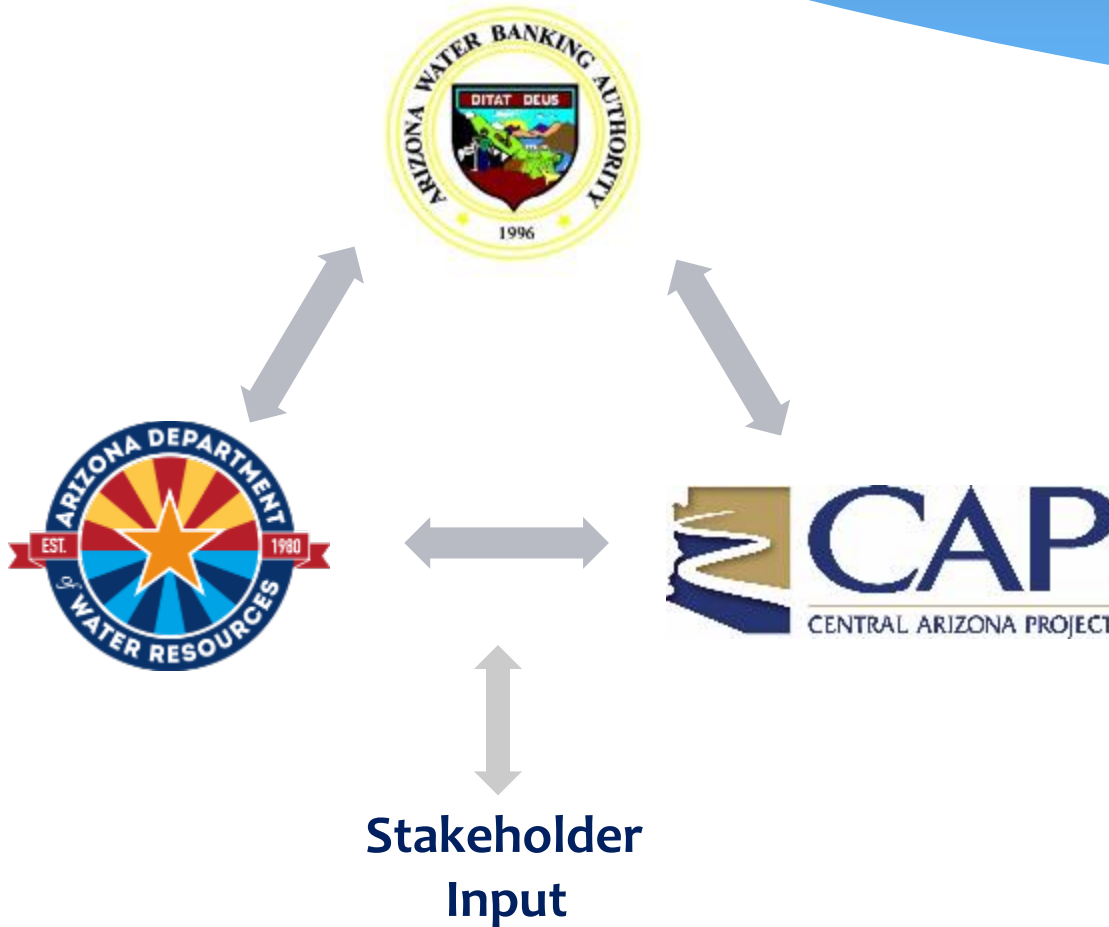 ARIZONA WATER BANKING AUTHORITY
DITAT DEUS
1996
ARIZONA DEPARTMENT
EST. 1980
of WATER RESOURCES
CAP
CENTRAL ARIZONA PROJECT
Stakeholder
Input